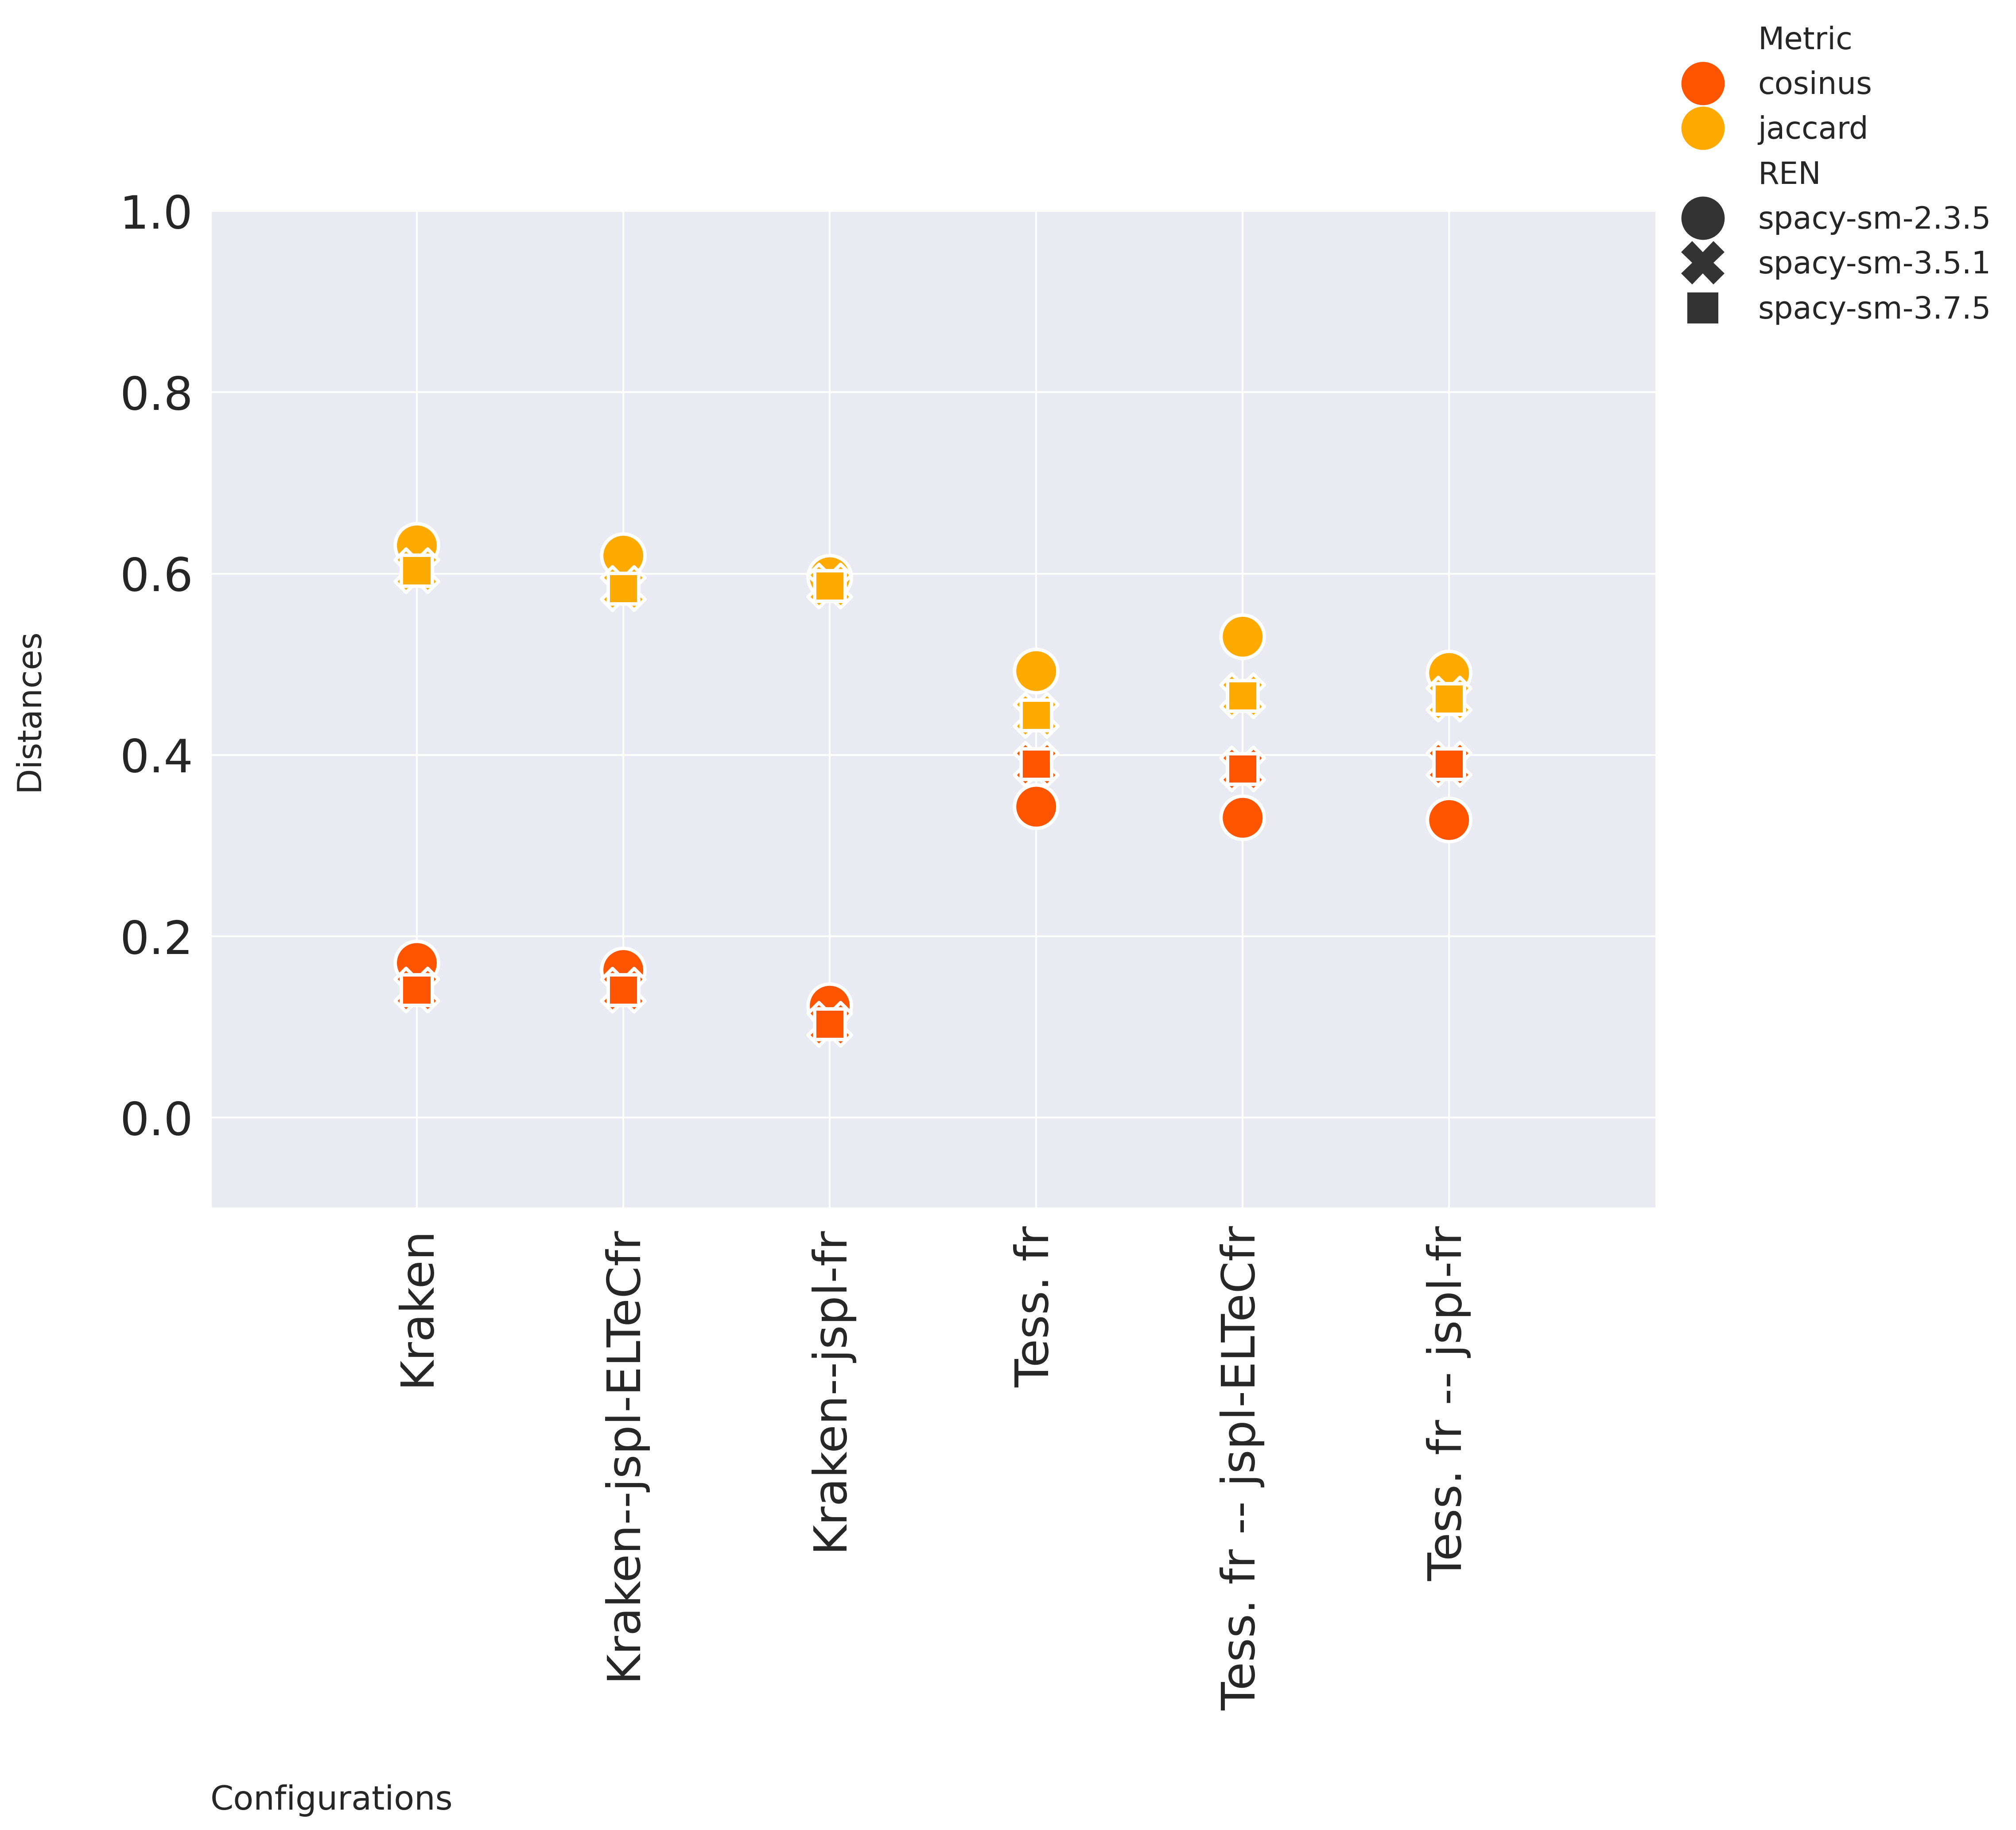 Metric
cosinus
jaccard
REN
spacy-sm-2.3.5
spacy-sm-3.5.1
spacy-sm-3.7.5
1.0
0.8
0.6
0.4
0.2
0.0
Distances
Kraken
Kraken--jspl-ELTeCfr
Kraken--jspl-fr
Tess. fr
Tess. fr -- jspl-ELTeCfr
Tess. fr -- jspl-fr
Configurations